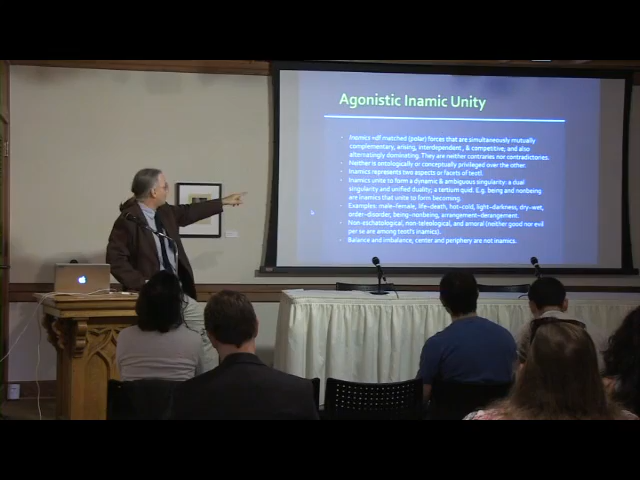 Agonistic Inamic Unity
Inamics =df matched (polar) forces that are simultaneously mutually
complementary, arising, interdependent, & competitive, and also
alternatingly dominating. They are neither contraries nor contradictories.
Neither is ontologically or conceptually privileged over the other.
Inamics represents two aspects or facets of teotl.
Inamics unite to form a dynamic & ambiguous singularity: a dual
singularity and unified duality; a tertium quid. E.g. being and nonbeing
are inamics that unite to form becoming.
Examples: male–female, life–death, hot–cold, light–darkness, dry–wet,
order–disorder, being–nonbeing, arrangement–derangement.
Non-eschatological, non-teleological, and amoral (neither good nor evil
per se are among teotl's inamics).
Balance and imbalance, center and periphery are not inamics.